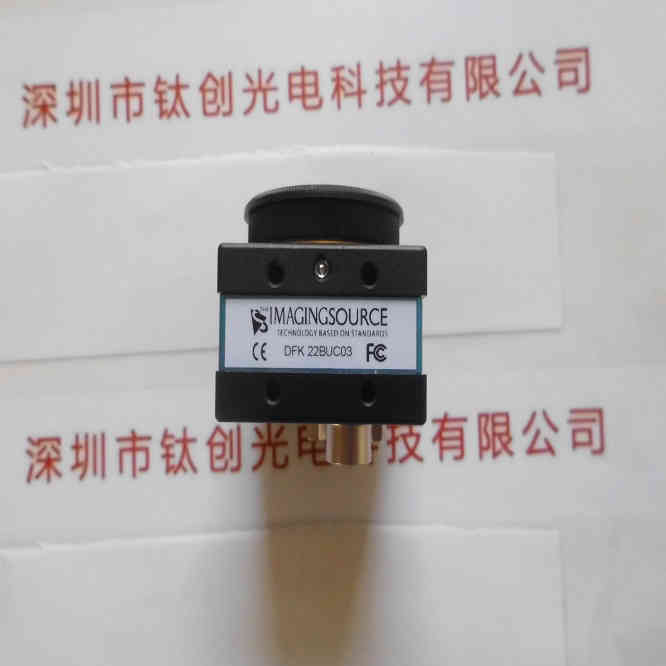 深圳市钛创光电科技有限公司
THE IMAGINGSOURCE
TECHNOLOGY BASED ON STANDARDS
CE DFK 22BUC03 FC
深圳市钛创光电科技有限公司